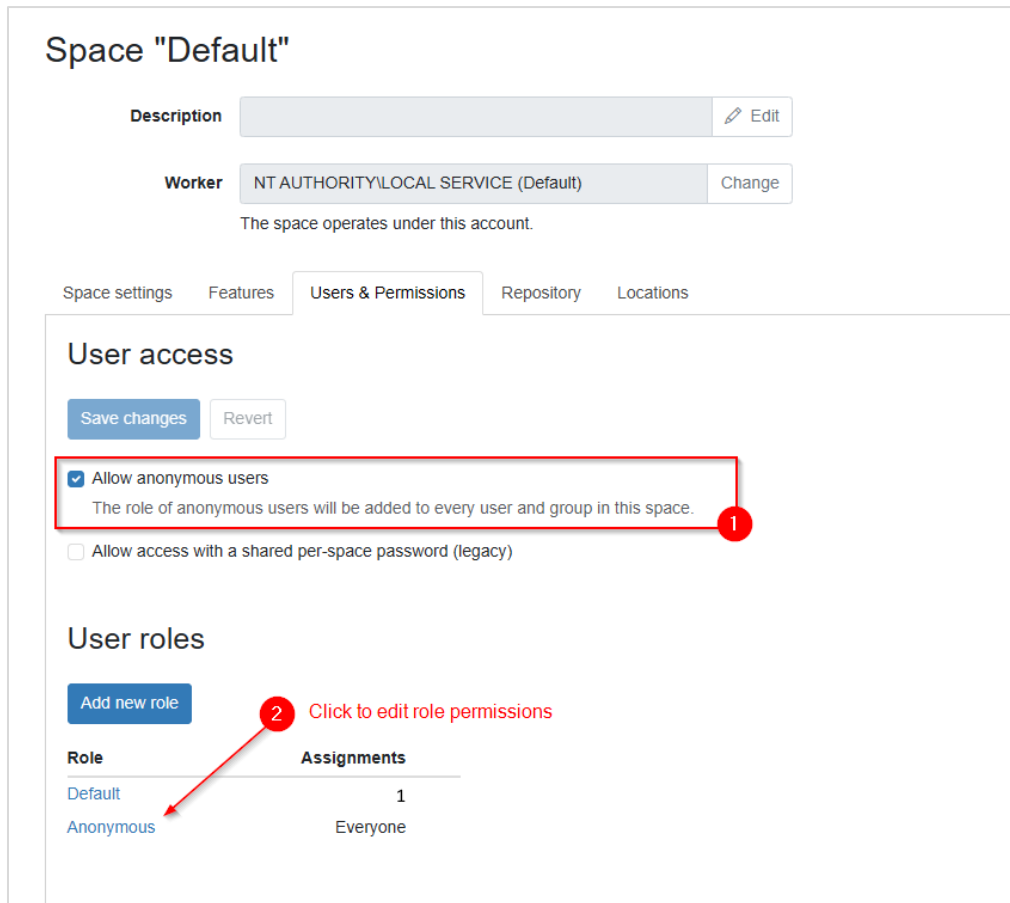 Space "Default"
Description
Edit
Worker NT AUTHORITY\LOCAL SERVICE (Default) Change
The space operates under this account.
Space settings Features Users & Permissions Repository Locations
User access
Save changes Revert
Allow anonymous users
The role of anonymous users will be added to every user and group in this space.
1
Allow access with a shared per-space password (legacy)
User roles
Add new role
2 Click to edit role permissions
Role Assignments
Default 1
Anonymous Everyone